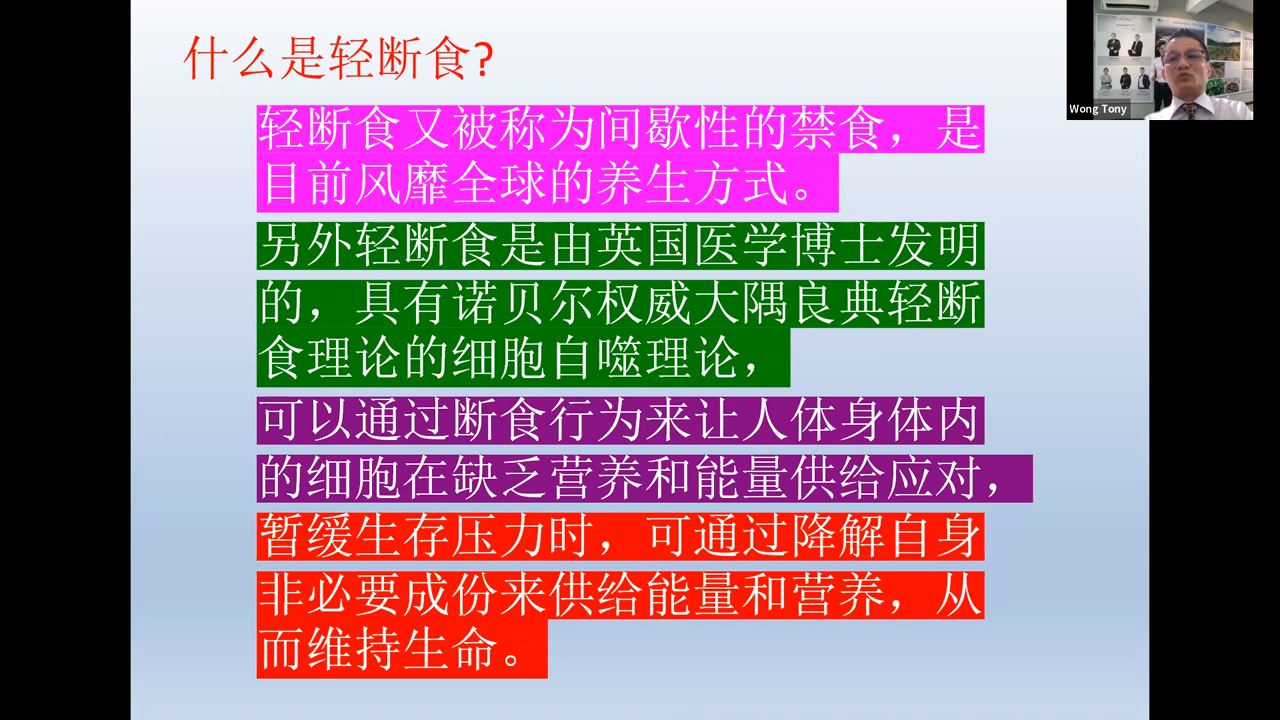 什么是轻断食?
Wong Tony
轻断食又被称为间歇性的禁食，是
目前风靡全球的养生方式。
另外轻断食是由英国医学博士发明
的，具有诺贝尔权威大隅良典轻断
食理论的细胞自噬理论，
可以通过断食行为来让人体身体内
的细胞在缺乏营养和能量供给应对，
暂缓生存压力时，可通过降解自身
非必要成份来供给能量和营养，从
而维持生命。